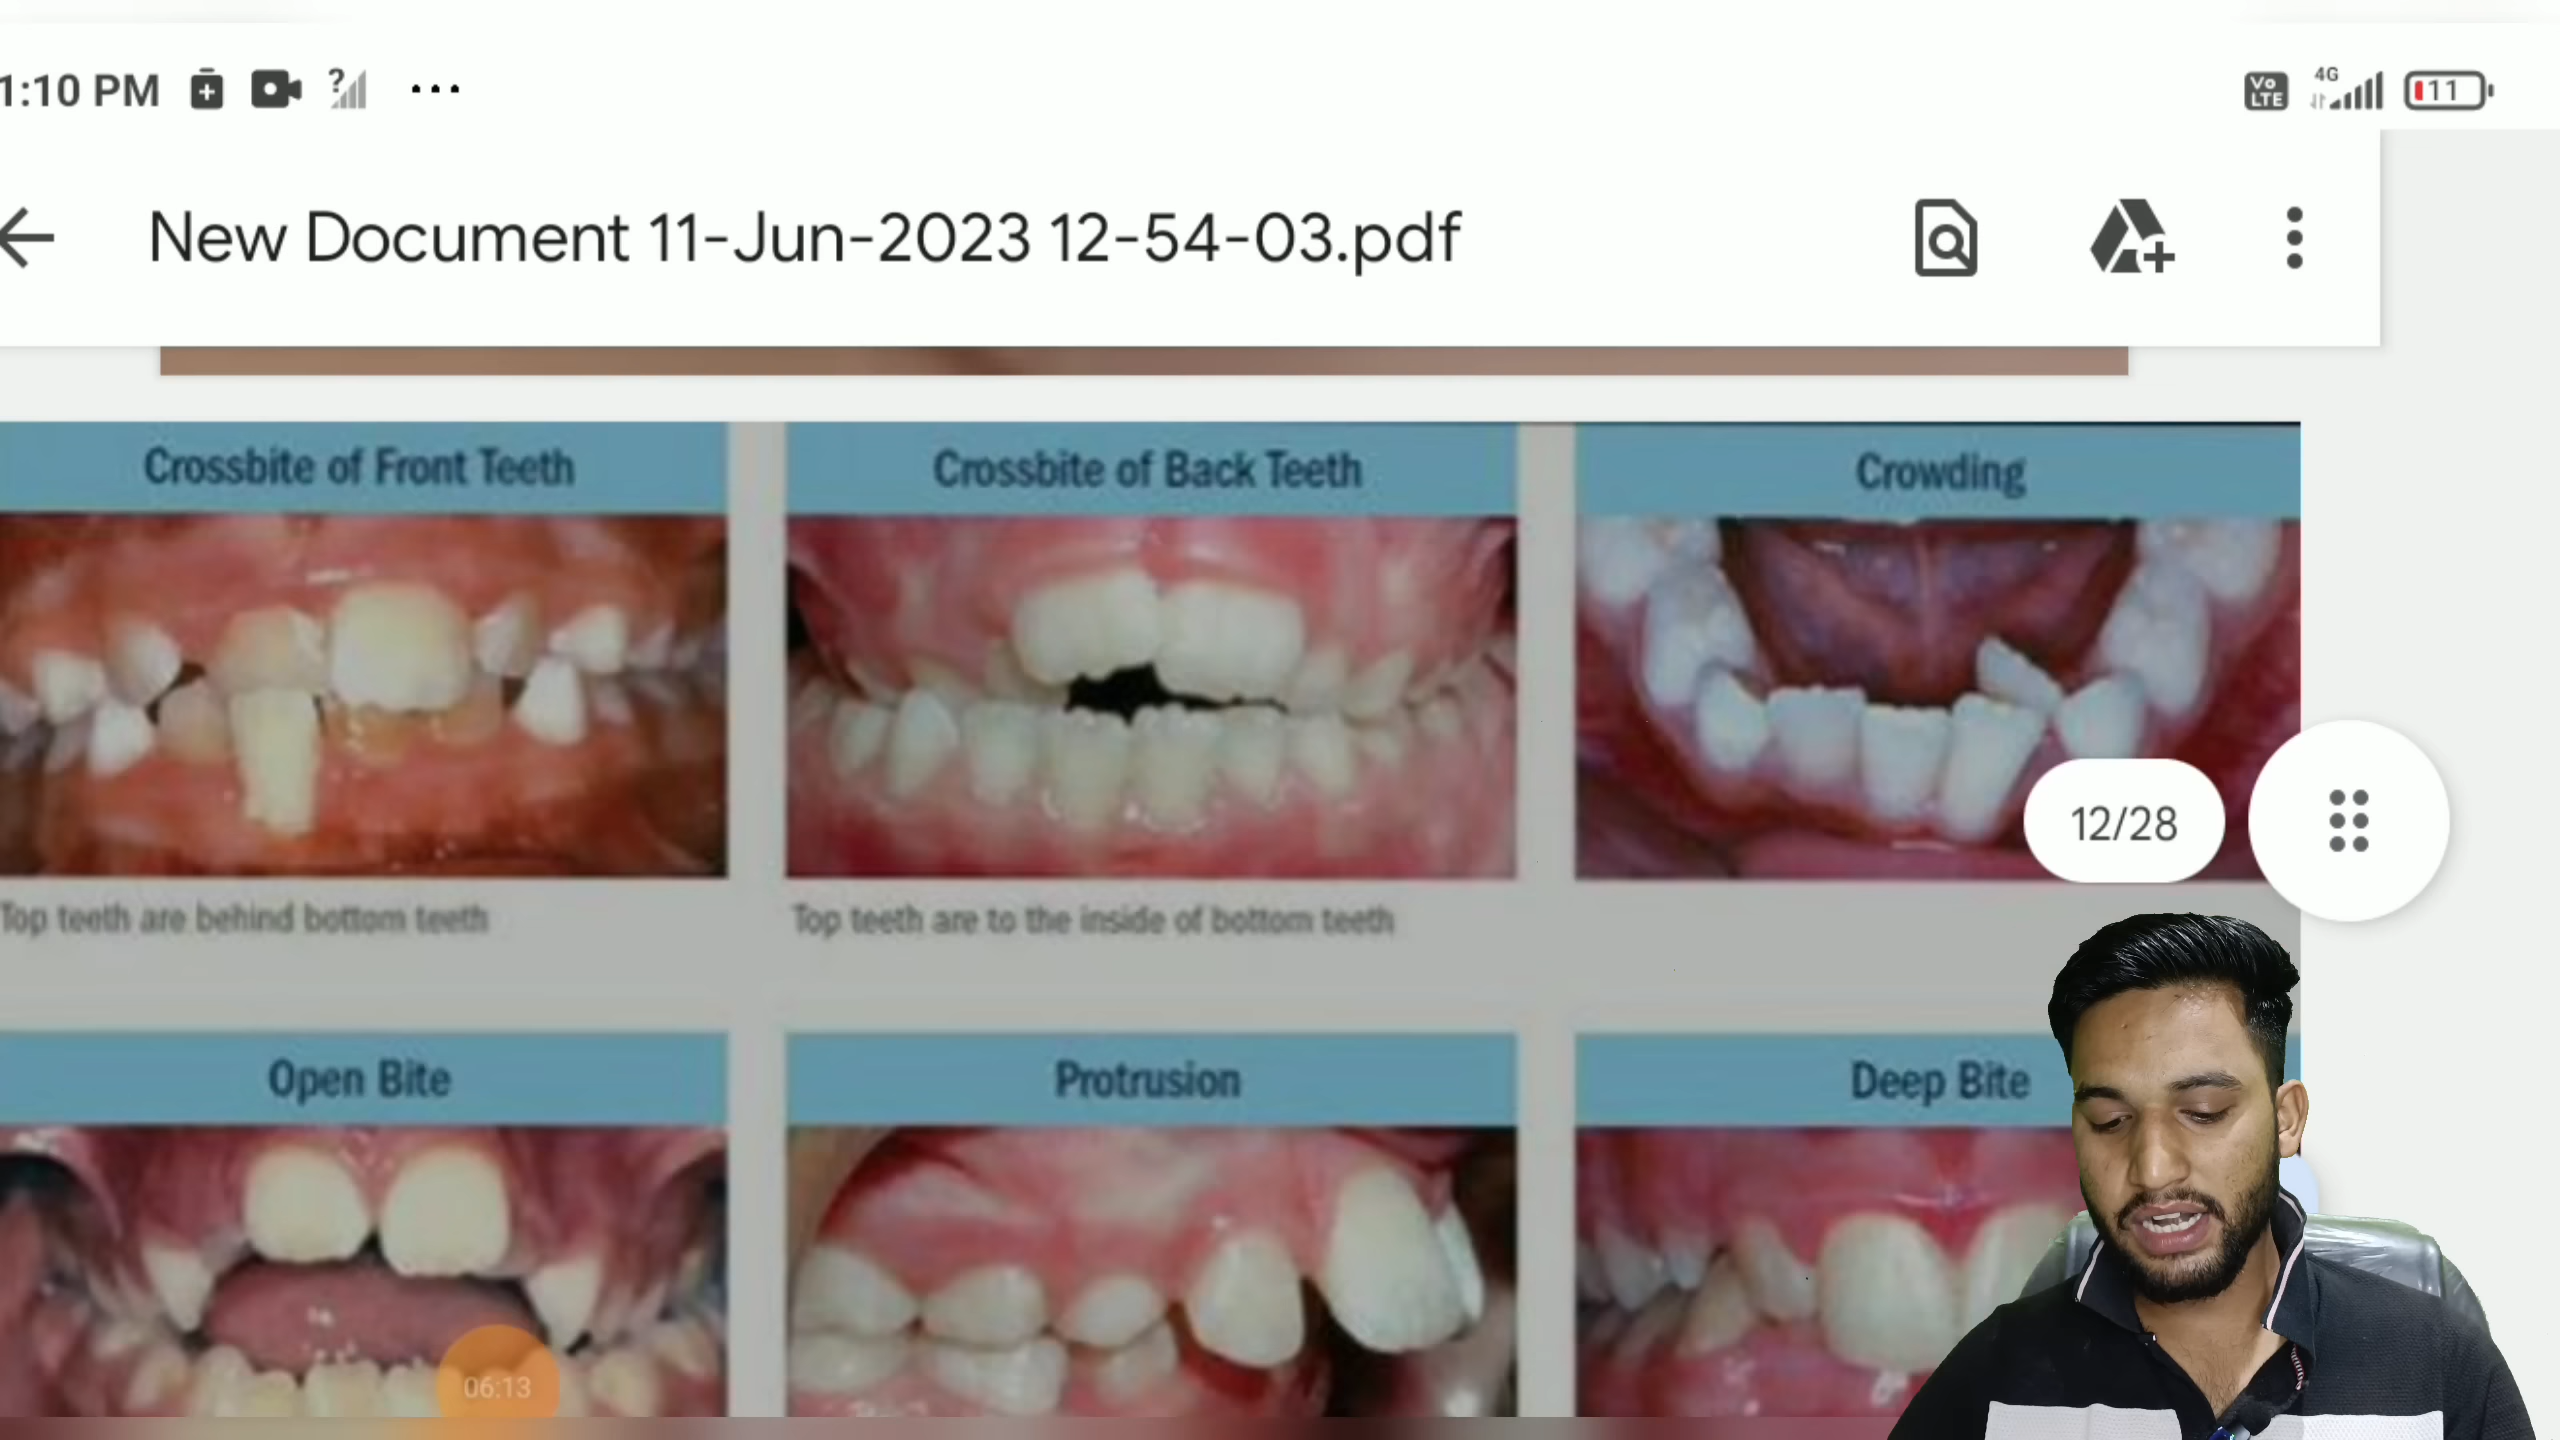 1:10 PM
?
Vo
LTE
4G
11
New Document 11-Jun-2023 12-54-03.pdf
Crossbite of Front Teeth
Crossbite of Back Teeth
Crowding
12/28
Top teeth are behind bottom teeth
Top teeth are to the inside of bottom teeth
Open Bite
Protrusion
Deep Bite
06:13